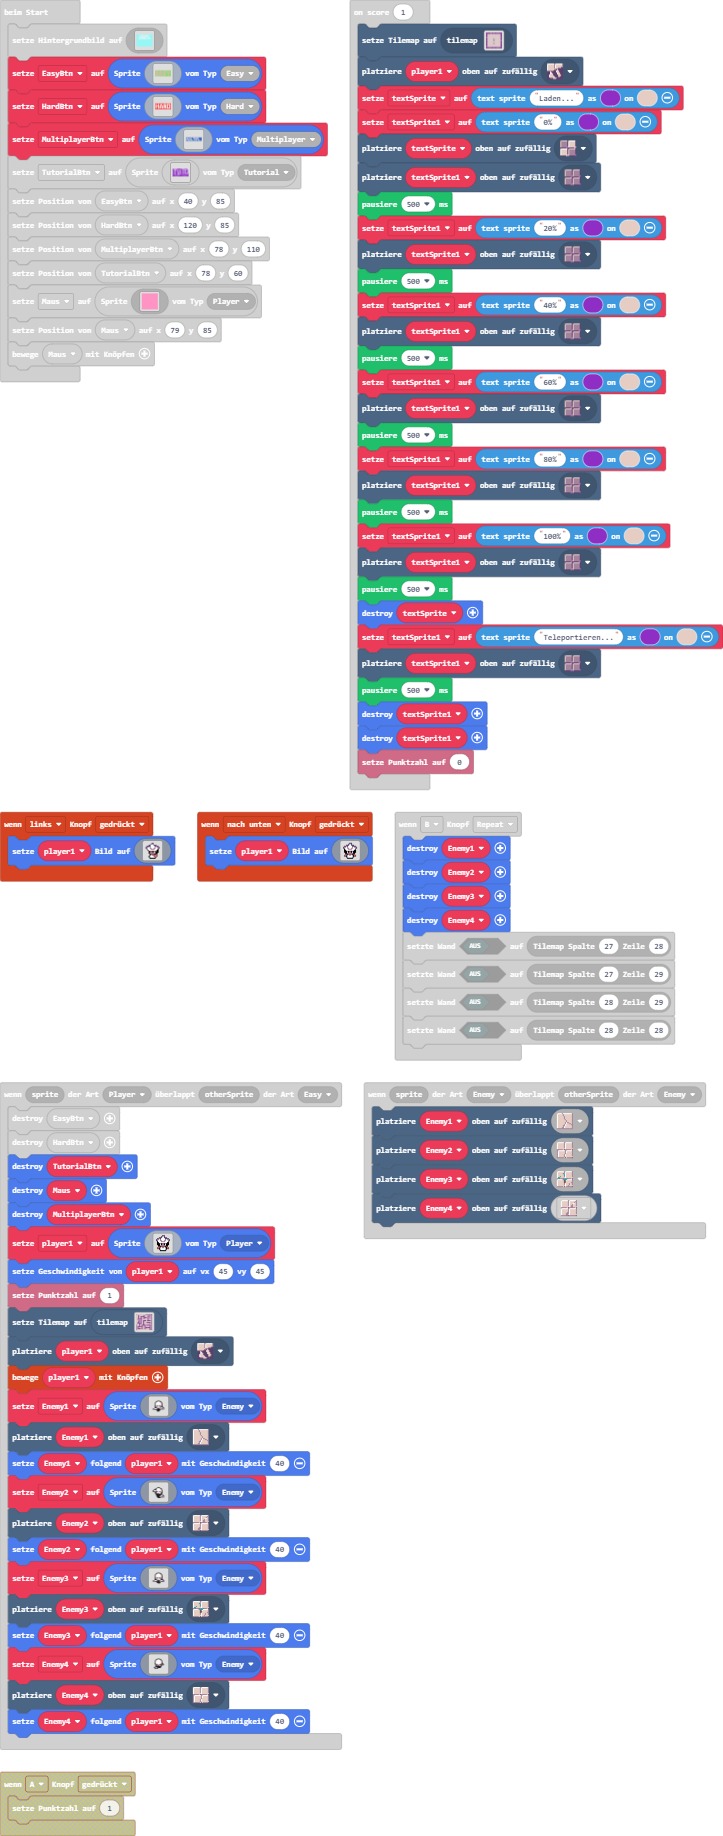 beim Start
setze Hintergrundbild auf
setze EasyBtn auf Sprite vom Typ Easy
setze HardBtn auf Sprite vom Typ Hard
setze MultiplayerBtn auf Sprite vom Typ Multiplayer
setze TutorialBtn auf Sprite vom Typ Tutorial
setze Position von EasyBtn auf x 40 y 85
setze Position von HardBtn auf x 120 y 85
setze Position von MultiplayerBtn auf x 78 y 110
setze Position von TutorialBtn auf x 78 y 60
setze Maus auf Sprite vom Typ Player
setze Position von Maus auf x 79 y 85
bewege Maus mit Knöpfen
on score 1
setze Tilemap auf tilemap
platziere player1 oben auf zufällig
setze textSprite auf text sprite "Laden..." as on
setze textSprite1 auf text sprite "0%" as on
platziere textSprite oben auf zufällig
platziere textSprite1 oben auf zufällig
pausiere 500 ms
setze textSprite1 auf text sprite "20%" as on
platziere textSprite1 oben auf zufällig
pausiere 500 ms
setze textSprite1 auf text sprite "40%" as on
platziere textSprite1 oben auf zufällig
pausiere 500 ms
setze textSprite1 auf text sprite "60%" as on
platziere textSprite1 oben auf zufällig
pausiere 500 ms
setze textSprite1 auf text sprite "80%" as on
platziere textSprite1 oben auf zufällig
pausiere 500 ms
setze textSprite1 auf text sprite "100%" as on
platziere textSprite1 oben auf zufällig
pausiere 500 ms
destroy textSprite
setze textSprite1 auf text sprite "Teleportieren..." as on
platziere textSprite1 oben auf zufällig
pausiere 500 ms
destroy textSprite1
destroy textSprite1
setze Punktzahl auf 0
wenn links Knopf gedrückt
setze player1 Bild auf
wenn nach unten Knopf gedrückt
setze player1 Bild auf
wenn B Knopf Repeat
destroy Enemy1
destroy Enemy2
destroy Enemy3
destroy Enemy4
setzte Wand AUS auf Tilemap Spalte 27 Zeile 28
setzte Wand AUS auf Tilemap Spalte 27 Zeile 29
setzte Wand AUS auf Tilemap Spalte 28 Zeile 29
setzte Wand AUS auf Tilemap Spalte 28 Zeile 28
wenn sprite der Art Player überlappt otherSprite der Art Easy
destroy EasyBtn
destroy HardBtn
destroy TutorialBtn
destroy Maus
destroy MultiplayerBtn
setze player1 auf Sprite vom Typ Player
setze Geschwindigkeit von player1 auf vx 45 vy 45
setze Punktzahl auf 1
setze Tilemap auf tilemap
platziere player1 oben auf zufällig
bewege player1 mit Knöpfen
setze Enemy1 auf Sprite vom Typ Enemy
platziere Enemy1 oben auf zufällig
setze Enemy1 folgend player1 mit Geschwindigkeit 40
setze Enemy2 auf Sprite vom Typ Enemy
platziere Enemy2 oben auf zufällig
setze Enemy2 folgend player1 mit Geschwindigkeit 40
setze Enemy3 auf Sprite vom Typ Enemy
platziere Enemy3 oben auf zufällig
setze Enemy3 folgend player1 mit Geschwindigkeit 40
setze Enemy4 auf Sprite vom Typ Enemy
platziere Enemy4 oben auf zufällig
setze Enemy4 folgend player1 mit Geschwindigkeit 40
wenn sprite der Art Enemy überlappt otherSprite der Art Enemy
platziere Enemy1 oben auf zufällig
platziere Enemy2 oben auf zufällig
platziere Enemy3 oben auf zufällig
platziere Enemy4 oben auf zufällig
wenn A Knopf gedrückt
setze Punktzahl auf 1